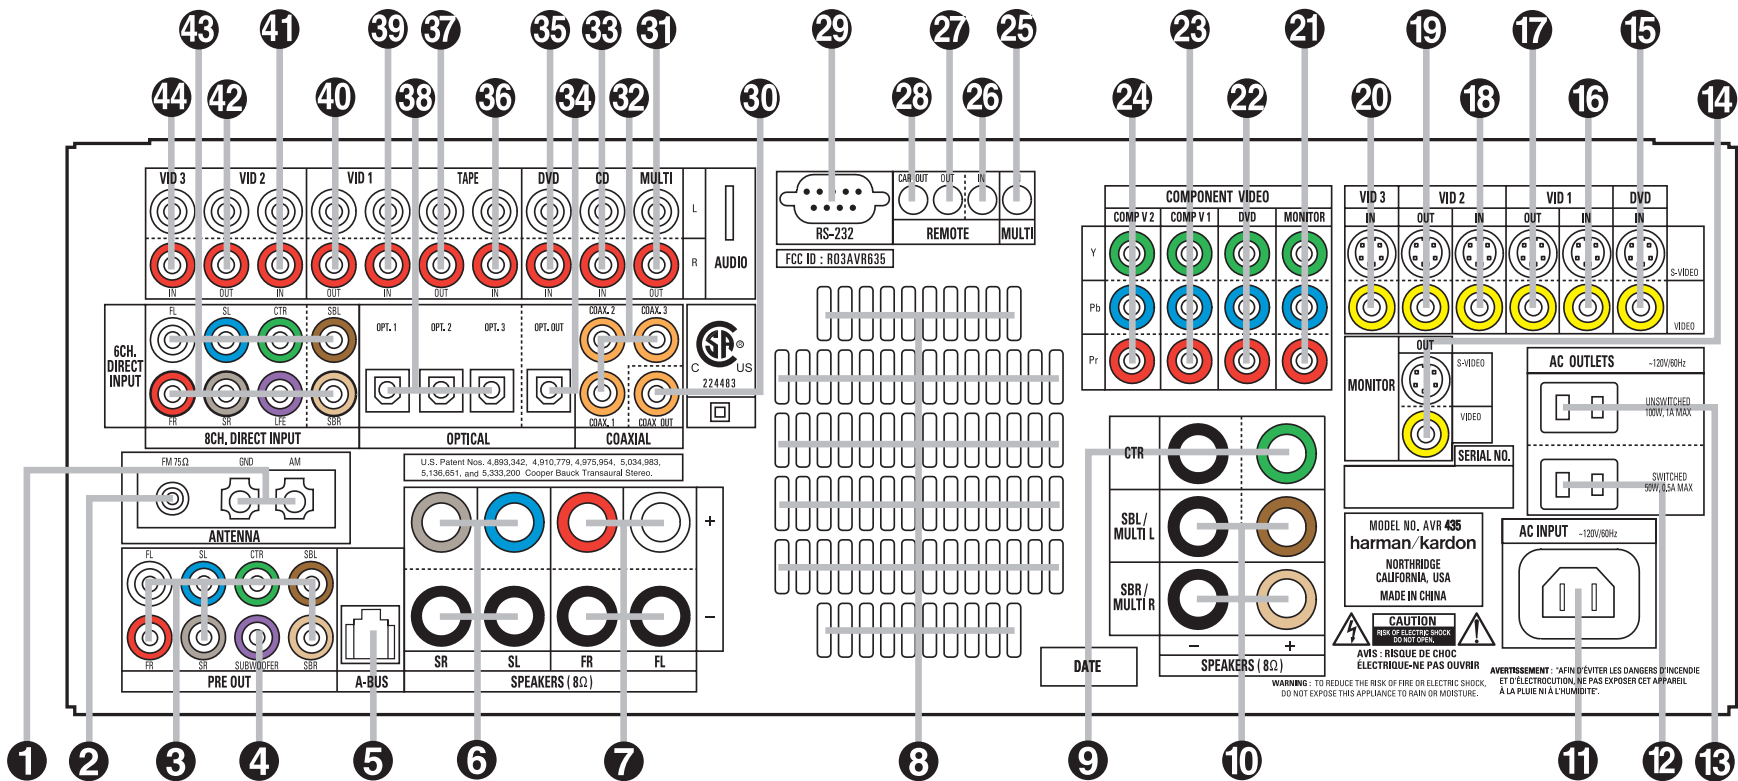 43 41 39 37 35 33 31 29 27 25 23 21 19 17 15
44 42 40 38 36 34 32 30 28 26 24 22 20 18 16 14
VID 3 VID 2 VID 1 TAPE DVD CD MULTI
L
R
AUDIO
IN OUT IN OUT IN OUT IN IN IN OUT
6CH.
DIRECT
INPUT
FL SL CTR SBL
FR SR LFE SBR
8CH. DIRECT INPUT
OPT. 1 OPT. 2 OPT. 3 OPT. OUT
OPTICAL
COAX. 2 COAX. 3
COAX. 1 COAX OUT
COAXIAL
SA ®
C US
224483
RS-232
CAR. OUT OUT IN
REMOTE
MULTI
FCC ID : R03AVR635
COMPONENT VIDEO
COMP V 2 COMP V 1 DVD MONITOR
Y
Pb
Pr
VID 3 VID 2 VID 1 DVD
IN OUT IN OUT IN IN
S-VIDEO
VIDEO
MONITOR
OUT
S-VIDEO
VIDEO
SERIAL NO.
AC OUTLETS ~120V/60Hz
UNSWITCHED
100W, 1A MAX
SWITCHED
50W, 0.5A MAX
FM 75Ω GND AM
ANTENNA
U.S. Patent Nos. 4,893,342, 4,910,779, 4,975,954, 5,034,983,
5,136,651, and 5,333,200 Cooper Bauck Transaural Stereo.
FL SL CTR SBL
FR SR SUBWOOFER SBR
PRE OUT
A-BUS
+
−
SR SL FR FL
SPEAKERS ( 8Ω )
CTR
SBL /
MULTI L
SBR /
MULTI R
− +
SPEAKERS ( 8Ω )
DATE
MODEL NO. AVR 435
harman/kardon
NORTHRIDGE
CALIFORNIA, USA
MADE IN CHINA
CAUTION
RISK OF ELECTRIC SHOCK
DO NOT OPEN.
AVIS : RISQUE DE CHOC
ÉLECTRIQUE-NE PAS OUVRIR
AC INPUT ~120V/60Hz
WARNING : TO REDUCE THE RISK OF FIRE OR ELECTRIC SHOCK,
DO NOT EXPOSE THIS APPLIANCE TO RAIN OR MOISTURE.
AVERTISSEMENT : "AFIN D'ÉVITER LES DANGERS D'INCENDIE
ET D'ÉLECTROCUTION, NE PAS EXPOSER CET APPAREIL
À LA PLUIE NI À L'HUMIDITE".
1 2 3 4 5 6 7 8 9 10 11 12 13